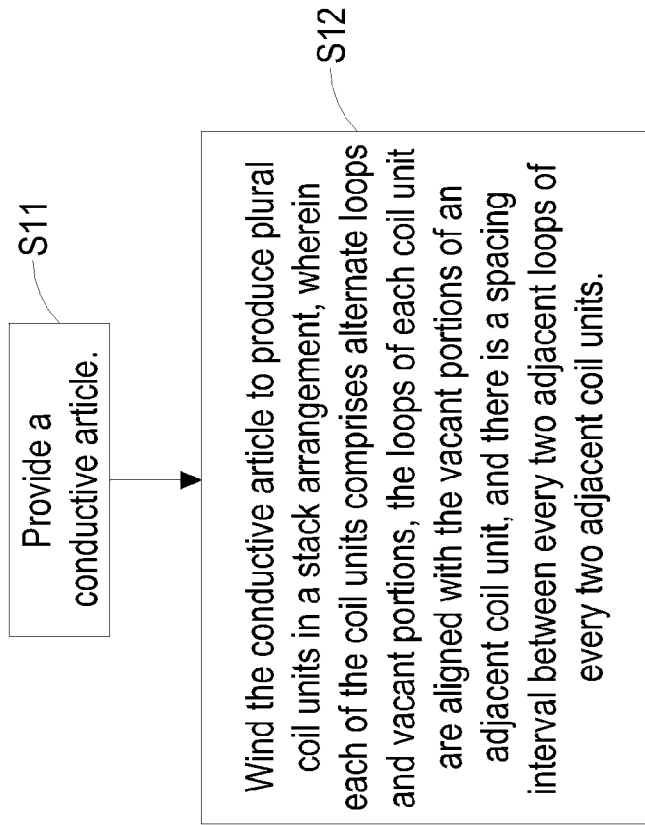 S11
Provide a
conductive article.
S12
Wind the conductive article to produce plural
coil units in a stack arrangement, wherein
each of the coil units comprises alternate loops
and vacant portions, the loops of each coil unit
are aligned with the vacant portions of an
adjacent coil unit, and there is a spacing
interval between every two adjacent loops of
every two adjacent coil units.